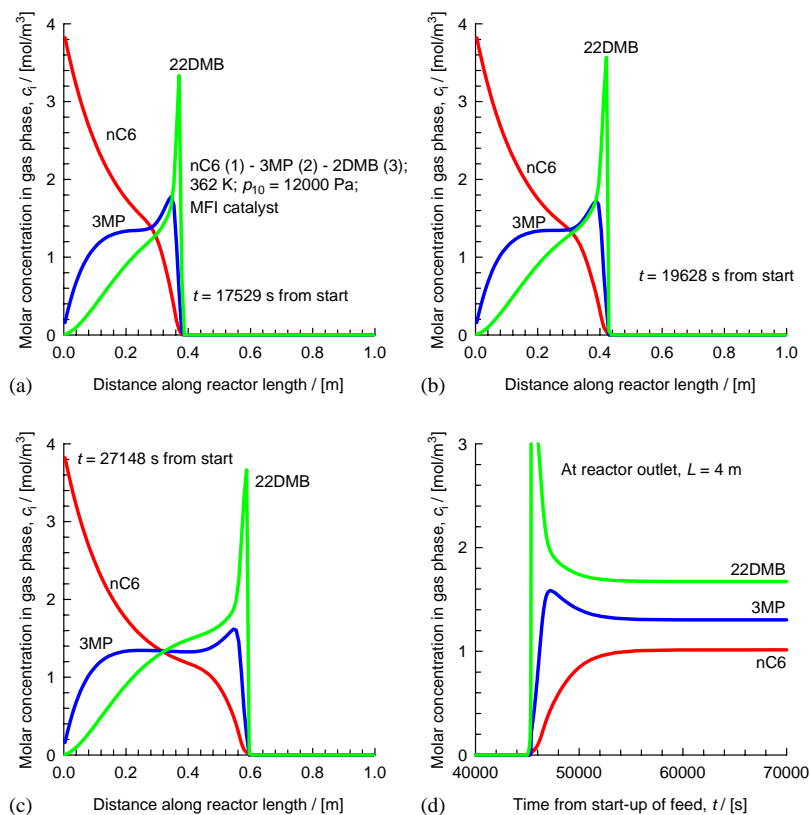 Molar concentration in gas phase, cᵢ / [mol/m³]
4
3
2
1
0
22DMB
nC6
nC6 (1) - 3MP (2) - 2DMB (3);
362 K; p₁₀ = 12000 Pa;
MFI catalyst
3MP
t = 17529 s from start
0.0 0.2 0.4 0.6 0.8 1.0
(a) Distance along reactor length / [m]
Molar concentration in gas phase, cᵢ / [mol/m³]
4
3
2
1
0
22DMB
nC6
3MP
t = 19628 s from start
0.0 0.2 0.4 0.6 0.8 1.0
(b) Distance along reactor length / [m]
Molar concentration in gas phase, cᵢ / [mol/m³]
4
3
2
1
0
t = 27148 s from start
22DMB
nC6
3MP
0.0 0.2 0.4 0.6 0.8 1.0
(c) Distance along reactor length / [m]
Molar concentration in gas phase, cᵢ / [mol/m³]
3
2
1
0
At reactor outlet, L = 4 m
22DMB
3MP
nC6
40000 50000 60000 70000
(d) Time from start-up of feed, t / [s]